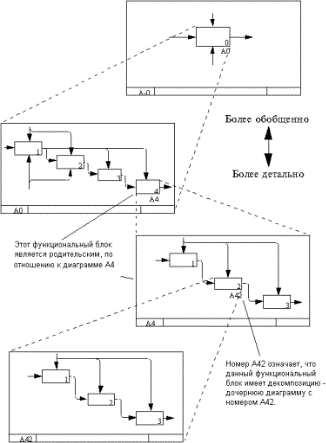 0
A0
A-0
Более обобщенно
Более детально
1
2
3
4
A4
A0
Этот функциональный блок
является родительским, по
отношению к диаграмме A4
1
2
A42
3
A4
Номер A42 означает, что
данный функциональный
блок имеет декомпозицию -
дочернюю диаграмму с
номером A42.
1
2
3
A42